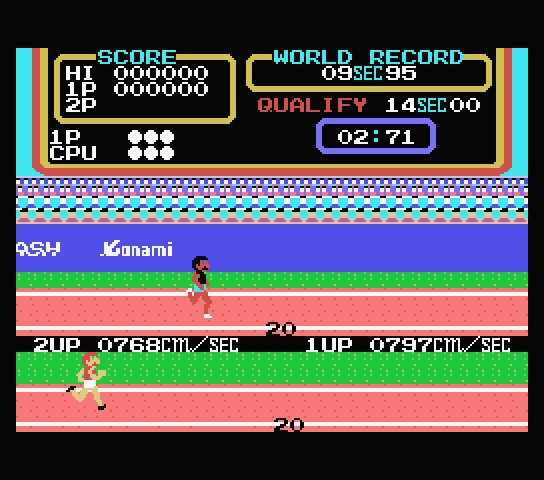 SCORE
WORLD RECORD
HI 000000
09SEC95
1P 000000
2P
QUALIFY 14SEC00
1P
02:71
CPU
ASH Konami
20
2UP 0768CM/SEC 1UP 0797CM/SEC
20